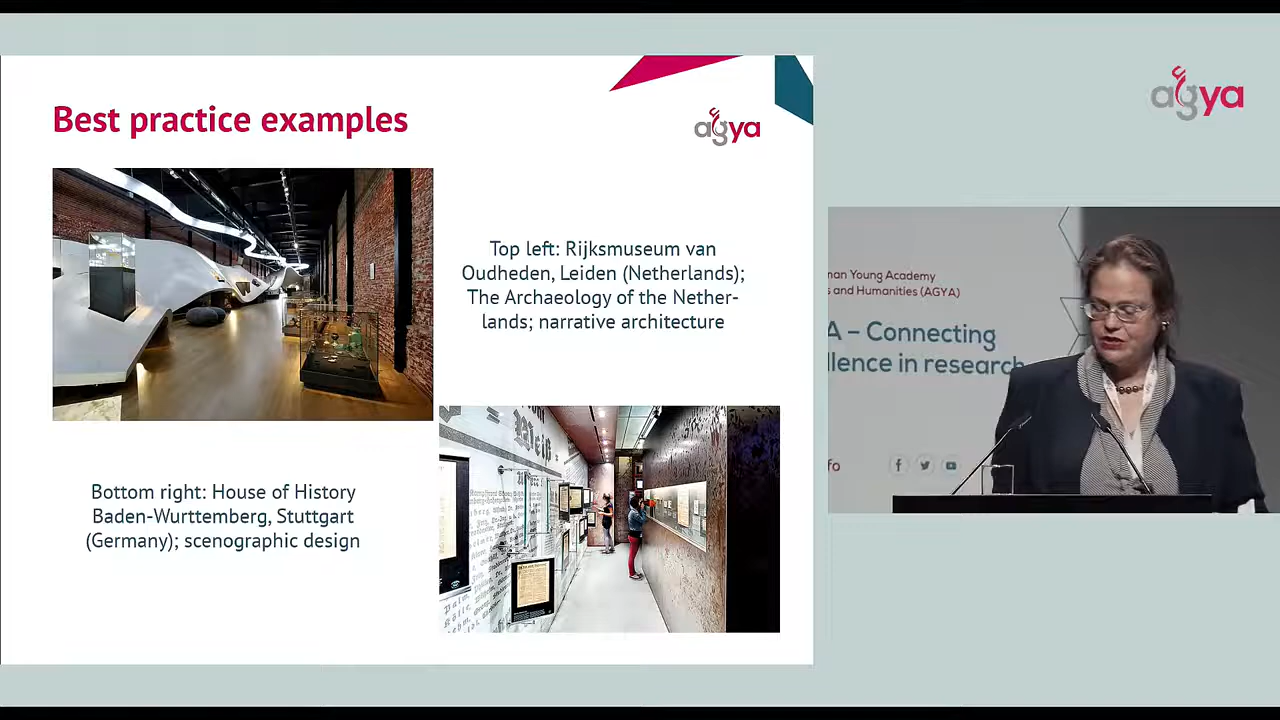 Best practice examples
agya
agya
Top left: Rijksmuseum van
Oudheden, Leiden (Netherlands);
The Archaeology of the Nether-
lands; narrative architecture
Bottom right: House of History
Baden-Wurttemberg, Stuttgart
(Germany); scenographic design
man Young Academy
s and Humanities (AGYA)
A – Connecting
llence in research
fo